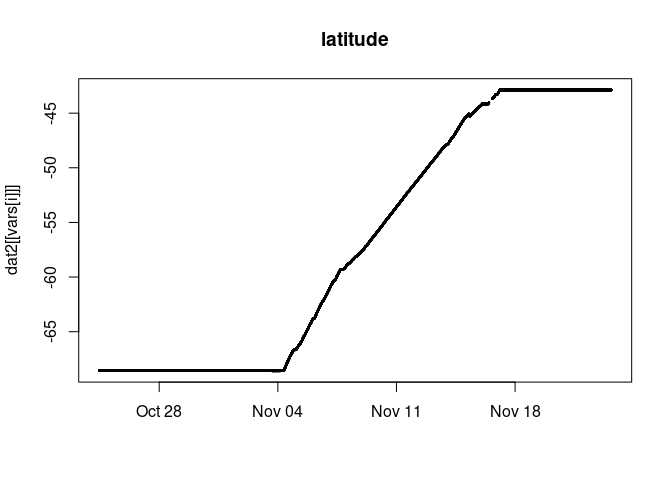 latitude
dat2[[vars[i]]]
-45
-50
-55
-60
-65
Oct 28
Nov 04
Nov 11
Nov 18